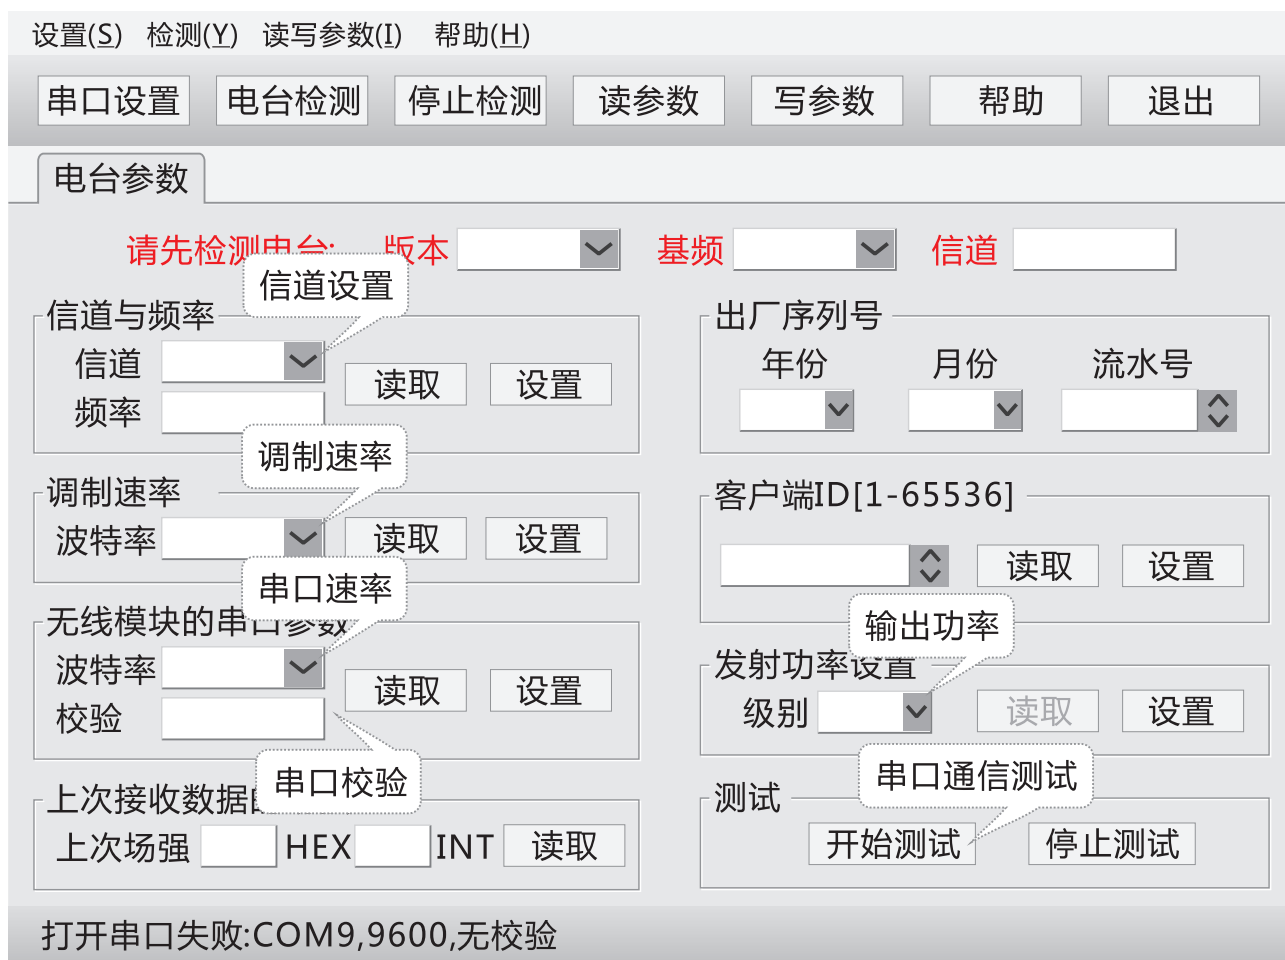 设置(S) 检测(Y) 读写参数(I) 帮助(H)
串口设置 电台检测 停止检测 读参数 写参数 帮助 退出
电台参数
请先检测电台: 版本 基频 信道
信道设置
信道与频率
信道 读取 设置
频率
调制速率
调制速率
波特率 读取 设置
串口速率
无线模块的串口参数
波特率 读取 设置
校验
串口校验
上次接收数据
上次场强 HEX INT 读取
出厂序列号
年份 月份 流水号
客户端ID[1-65536]
读取 设置
输出功率
发射功率设置
级别 读取 设置
串口通信测试
测试
开始测试 停止测试
打开串口失败:COM9,9600,无校验